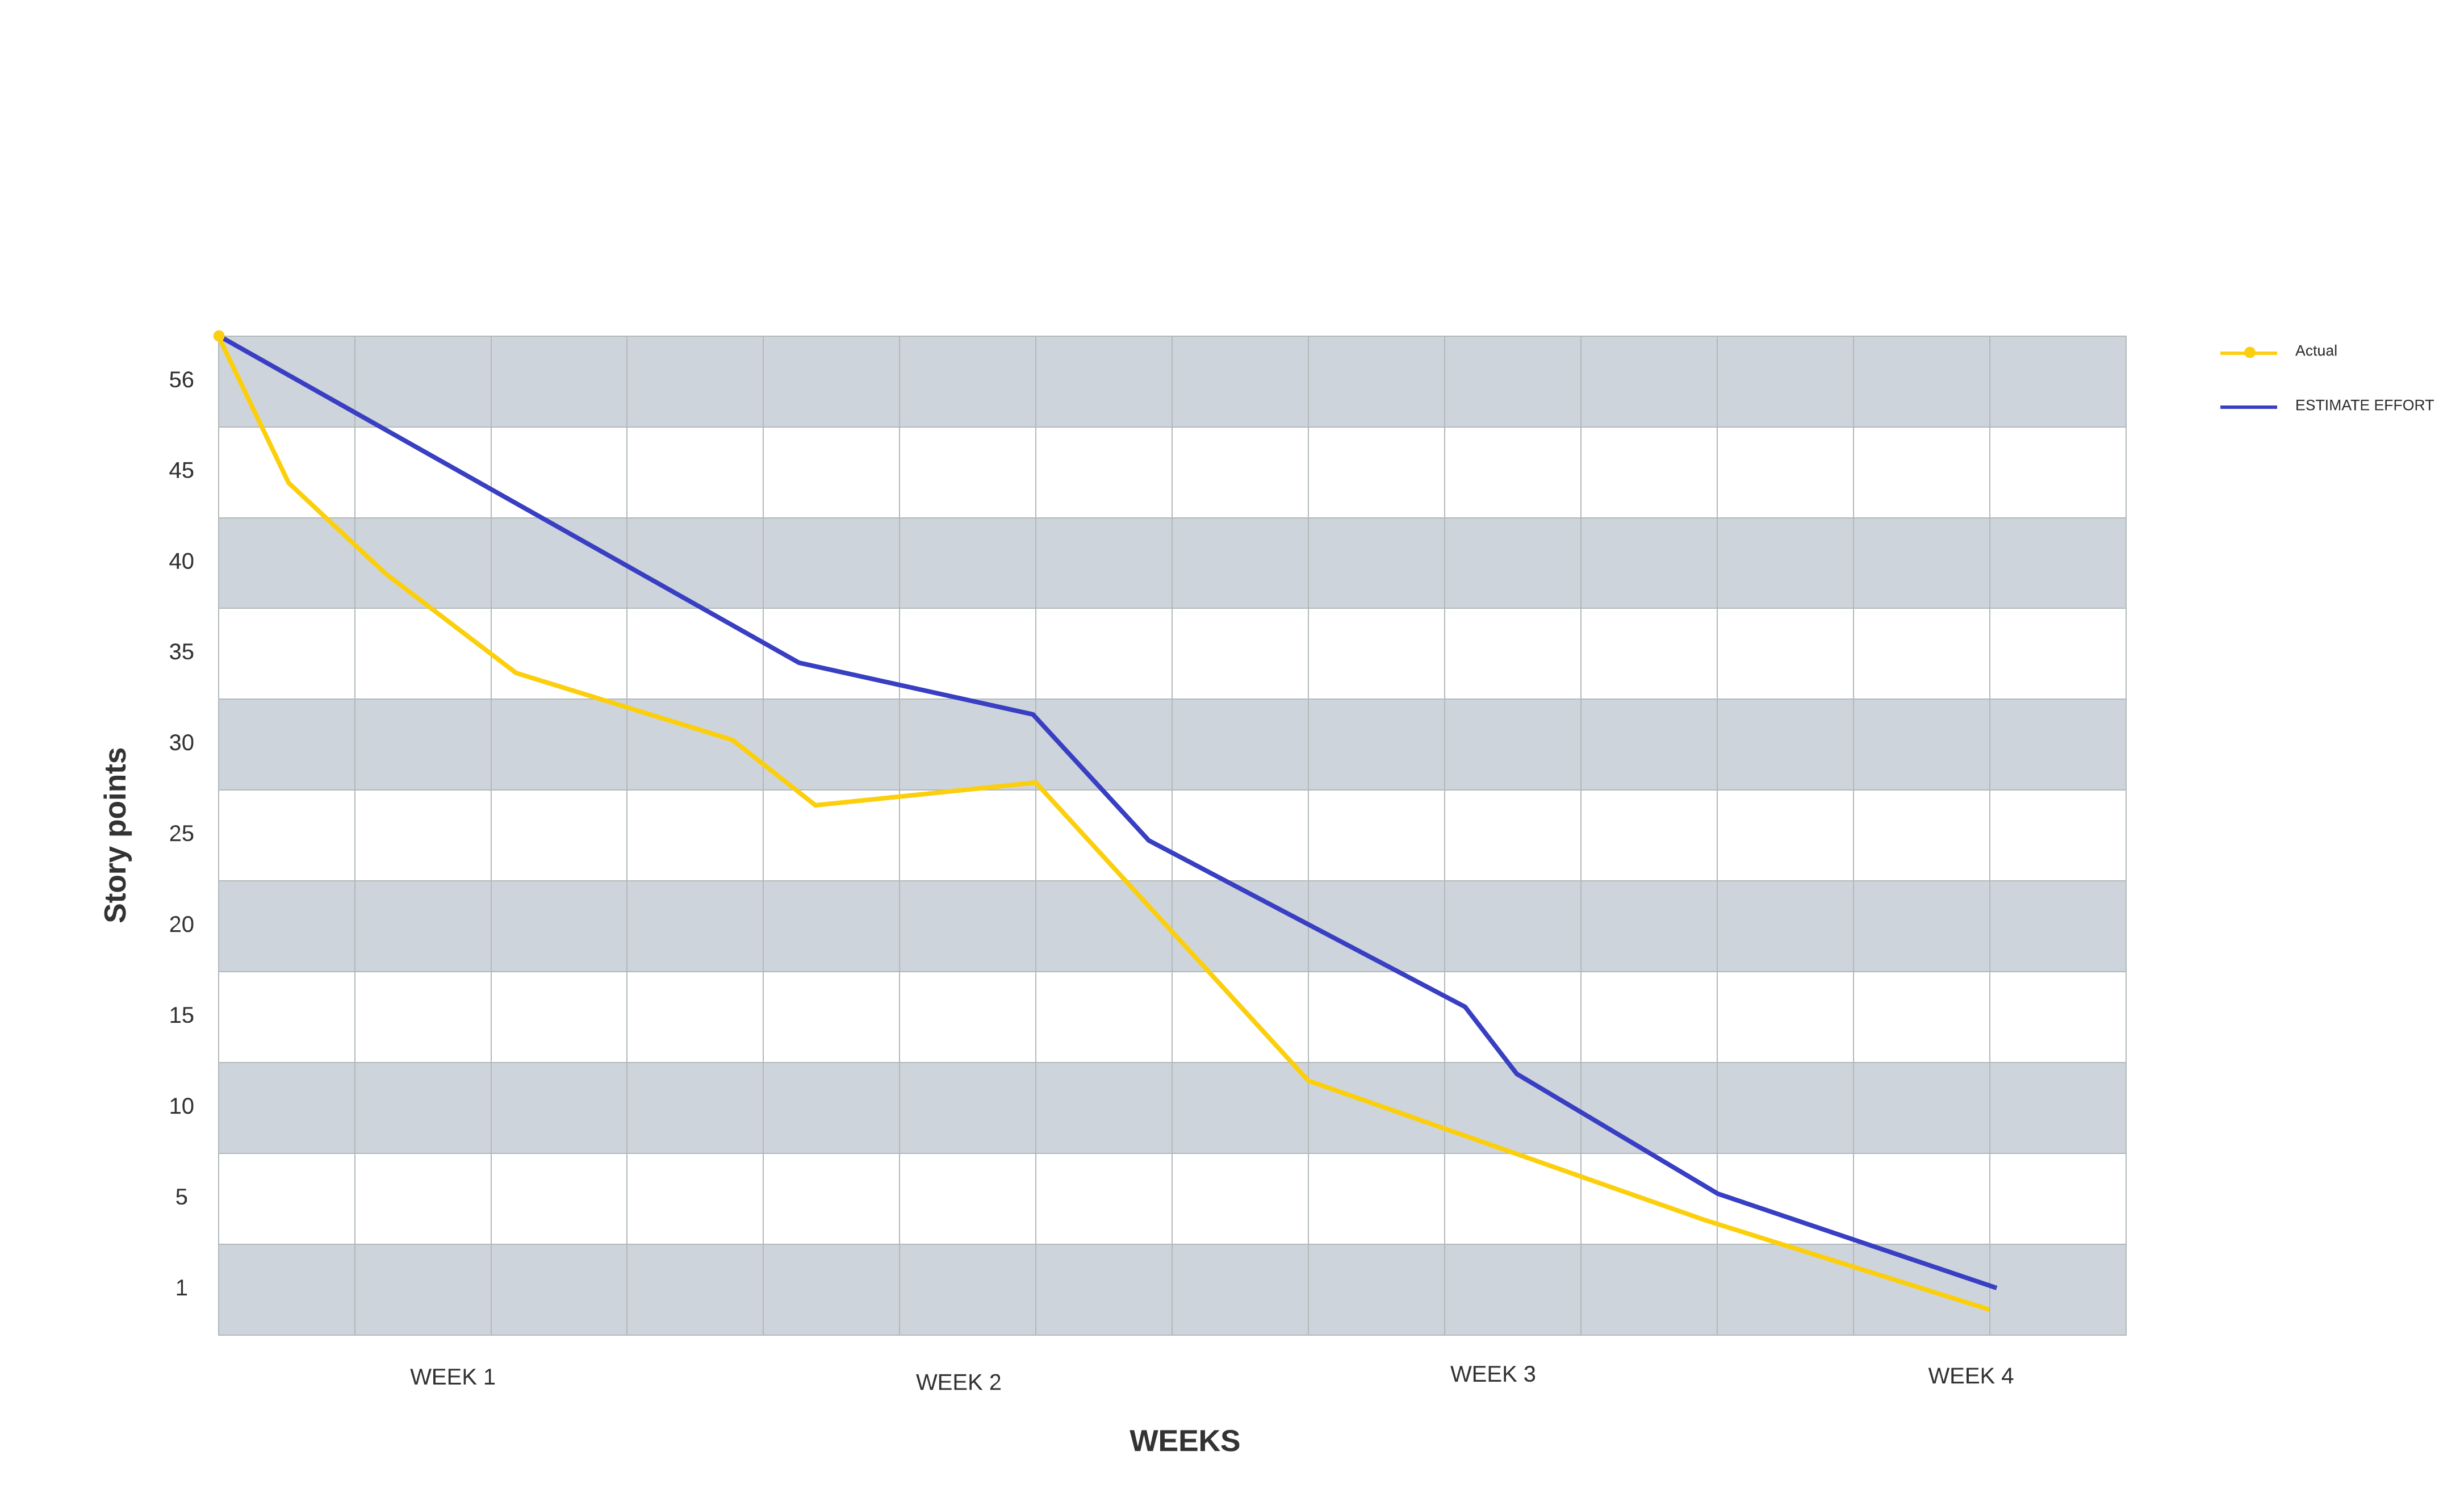 Actual
ESTIMATE EFFORT
56
45
40
35
30
25
20
15
10
5
1
Story points
WEEK 1
WEEK 2
WEEK 3
WEEK 4
WEEKS